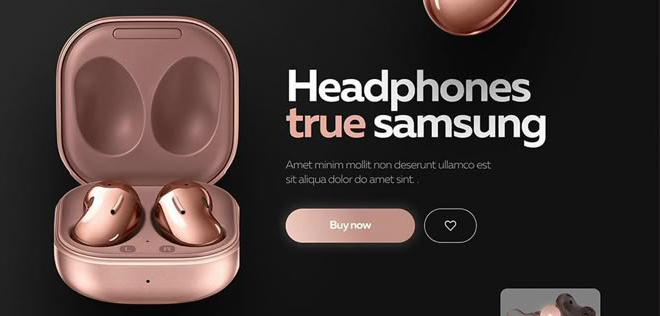 Headphones
true samsung
Amet minim mollit non deserunt ullamco est
sit aliqua dolor do amet sint. .
Buy now
L R